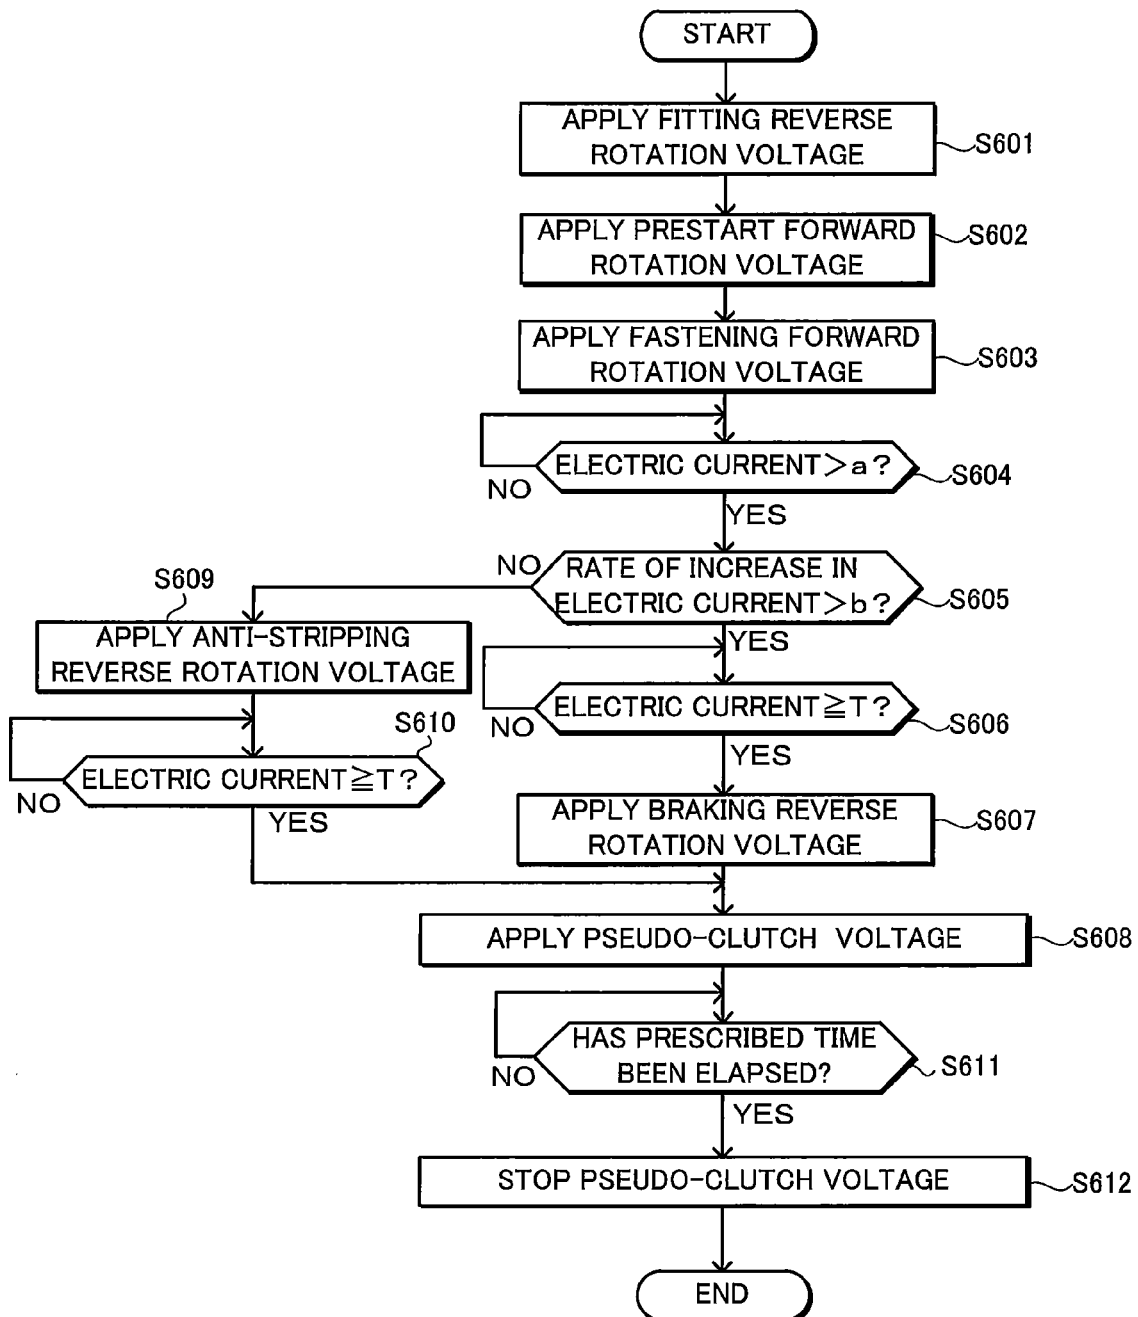 START
APPLY FITTING REVERSE
ROTATION VOLTAGE
S601
APPLY PRESTART FORWARD
ROTATION VOLTAGE
S602
APPLY FASTENING FORWARD
ROTATION VOLTAGE
S603
ELECTRIC CURRENT＞a？
S604
NO
YES
RATE OF INCREASE IN
ELECTRIC CURRENT＞b？
S605
NO
YES
S609
APPLY ANTI-STRIPPING
REVERSE ROTATION VOLTAGE
ELECTRIC CURRENT≧T？
S606
NO
YES
S610
ELECTRIC CURRENT≧T？
NO
YES
APPLY BRAKING REVERSE
ROTATION VOLTAGE
S607
APPLY PSEUDO-CLUTCH VOLTAGE
S608
HAS PRESCRIBED TIME
BEEN ELAPSED?
S611
NO
YES
STOP PSEUDO-CLUTCH VOLTAGE
S612
END